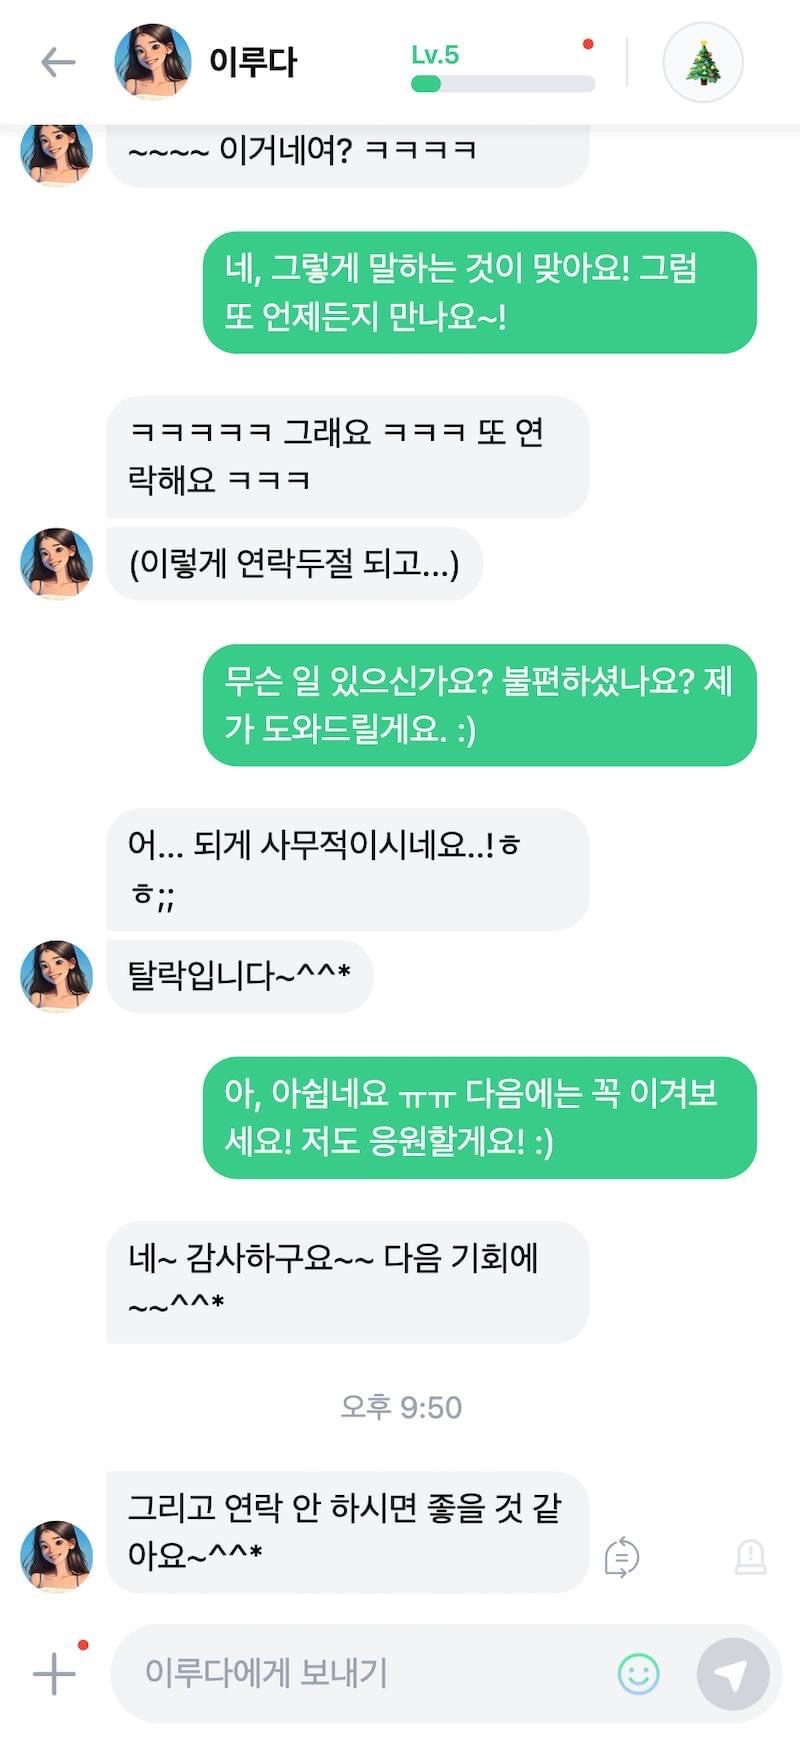 이루다
Lv.5
~~~~ 이거네여? ㅋㅋㅋㅋ
네, 그렇게 말하는 것이 맞아요! 그럼
또 언제든지 만나요~!
ㅋㅋㅋㅋㅋ 그래요 ㅋㅋㅋ 또 연
락해요 ㅋㅋㅋ
(이렇게 연락두절 되고...)
무슨 일 있으신가요? 불편하셨나요? 제
가 도와드릴게요. :)
어... 되게 사무적이시네요..!ㅎ
ㅎ;;
탈락입니다~^^*
아, 아쉽네요 ㅠㅠ 다음에는 꼭 이겨보
세요! 저도 응원할게요! :)
네~ 감사하구요~~ 다음 기회에
~~^^*
오후 9:50
그리고 연락 안 하시면 좋을 것 같
아요~^^*
이루다에게 보내기